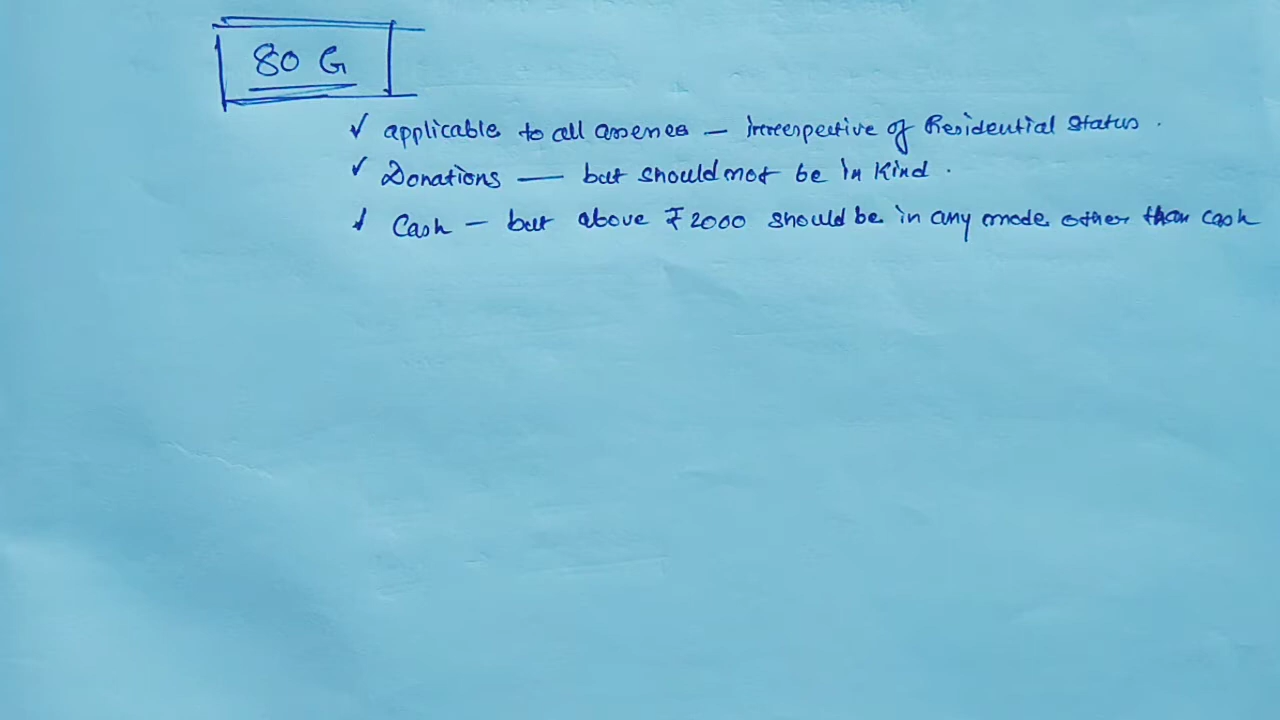 80 G
✓ applicable to all assenes — irrespective of Residential Status.
✓ Donations — but should not be in Kind.
✓ Cash — but above ₹2000 should be in any mode other than cash